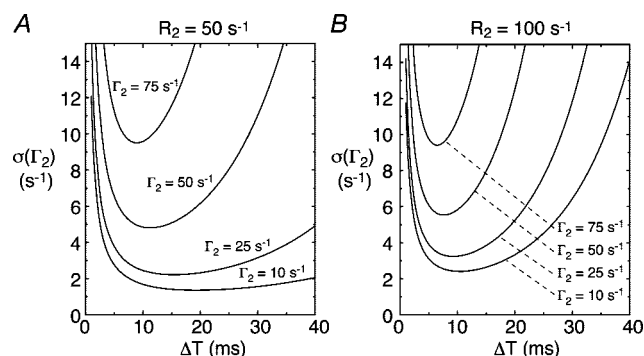 A
R₂ = 50 s⁻¹
σ(Γ₂)
(s⁻¹)
14
12
10
8
6
4
2
0
Γ₂ = 75 s⁻¹
Γ₂ = 50 s⁻¹
Γ₂ = 25 s⁻¹
Γ₂ = 10 s⁻¹
0 10 20 30 40
ΔT (ms)
B
R₂ = 100 s⁻¹
σ(Γ₂)
(s⁻¹)
14
12
10
8
6
4
2
0
Γ₂ = 75 s⁻¹
Γ₂ = 50 s⁻¹
Γ₂ = 25 s⁻¹
Γ₂ = 10 s⁻¹
0 10 20 30 40
ΔT (ms)